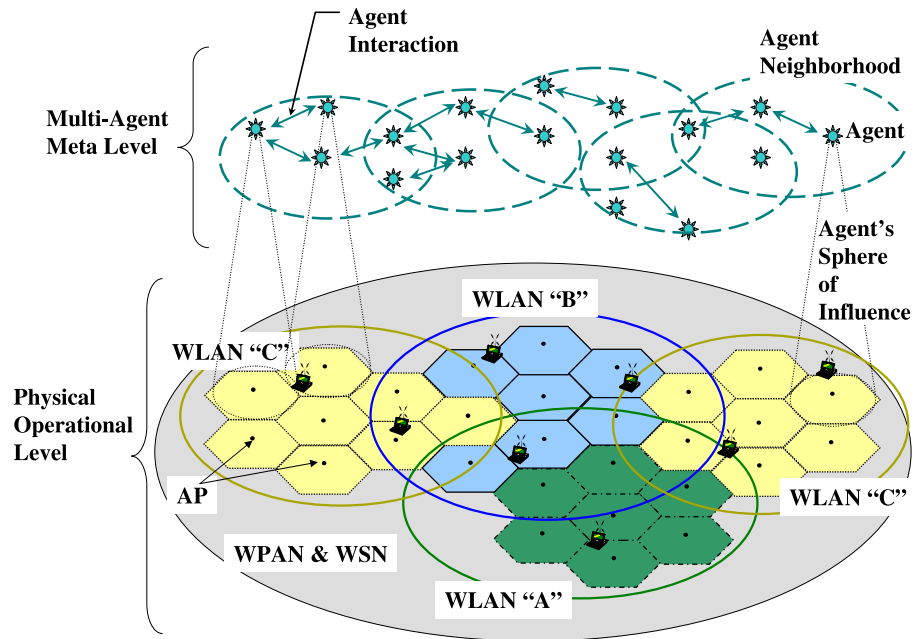 Agent
Interaction
Agent
Neighborhood
Multi-Agent
Meta Level
Agent
Agent's
Sphere
of
Influence
WLAN “B”
WLAN “C”
Physical
Operational
Level
AP
WLAN “C”
WPAN & WSN
WLAN “A”